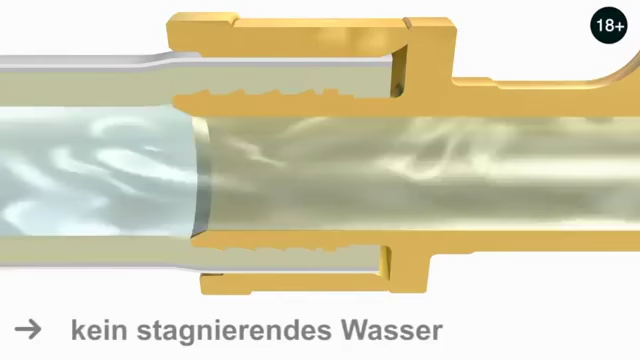 18+
→ kein stagnierendes Wasser